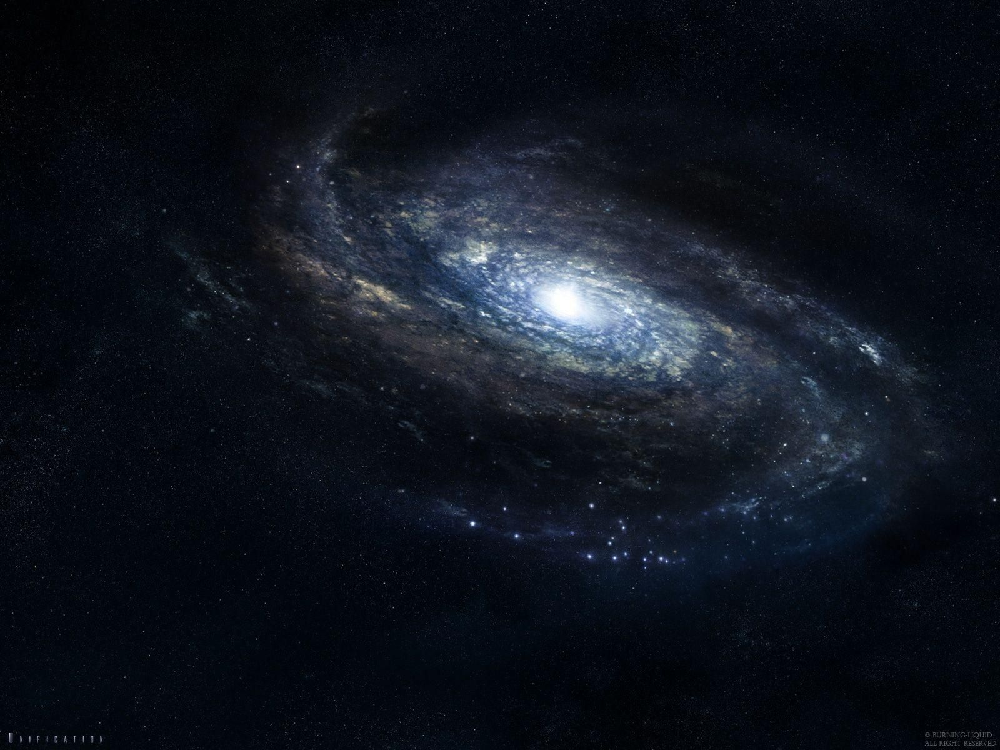 UNIFICATION
© BURNING-LIQUID
ALL RIGHT RESERVED